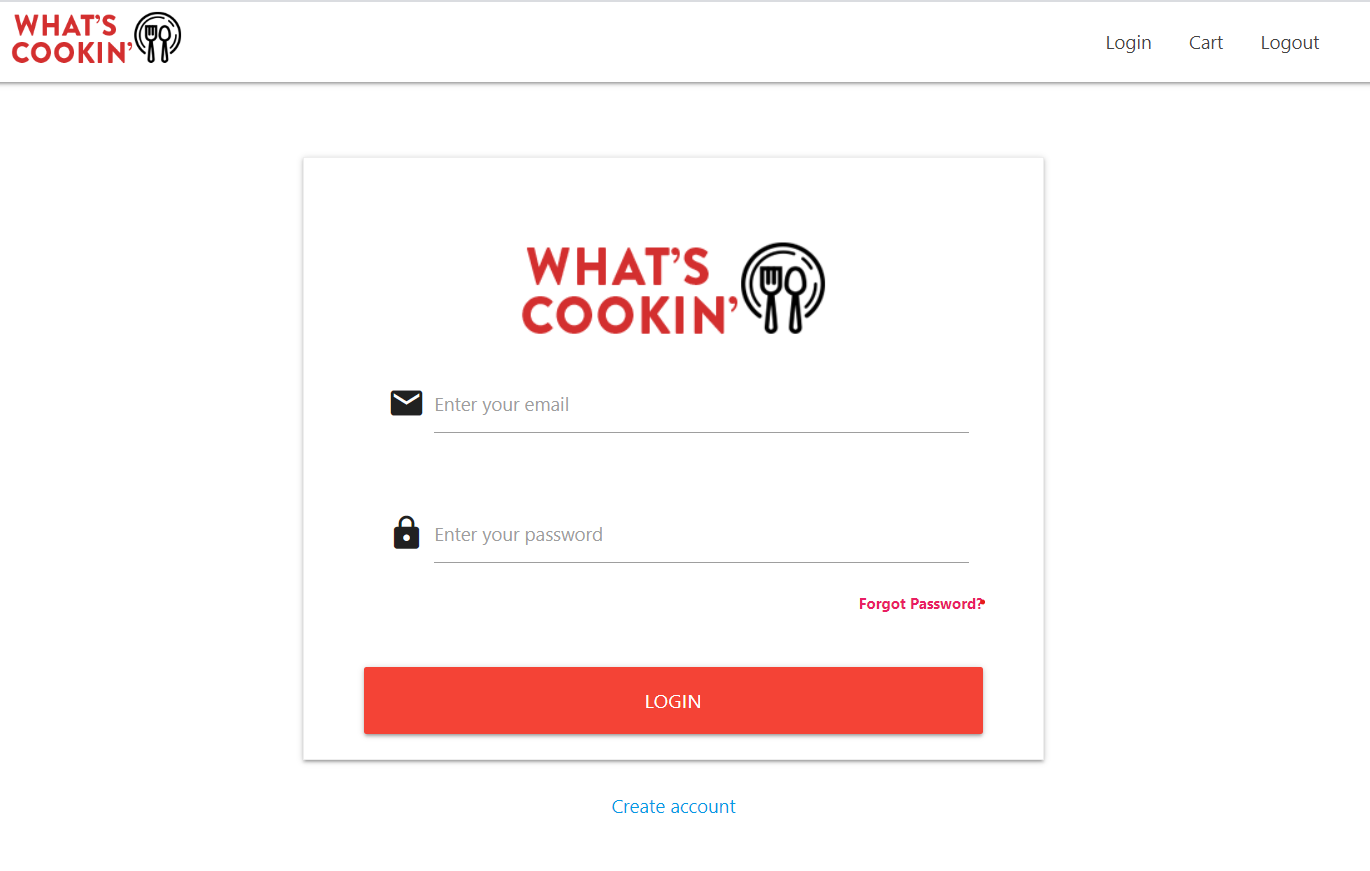 WHAT'S
COOKIN'
Login Cart Logout
WHAT'S
COOKIN'
Enter your email
Enter your password
Forgot Password?
LOGIN
Create account